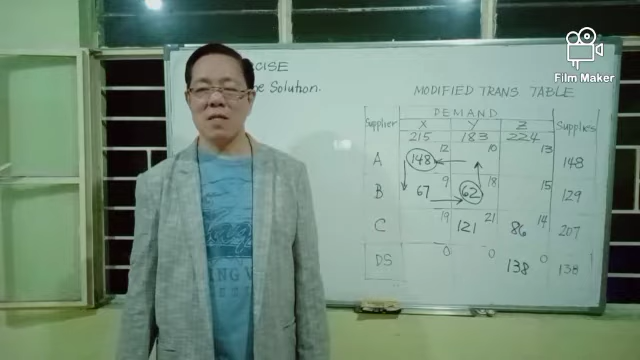 CISE
Solution.
MODIFIED TRANS TABLE
DEMAND
Supplier X Y Z Supplies
215 183 224
12 10 13
A 148 148
9 18 15
B 67 62 129
19 21 14
C 121 86 207
0 0 0
DS 138 138
Film Maker